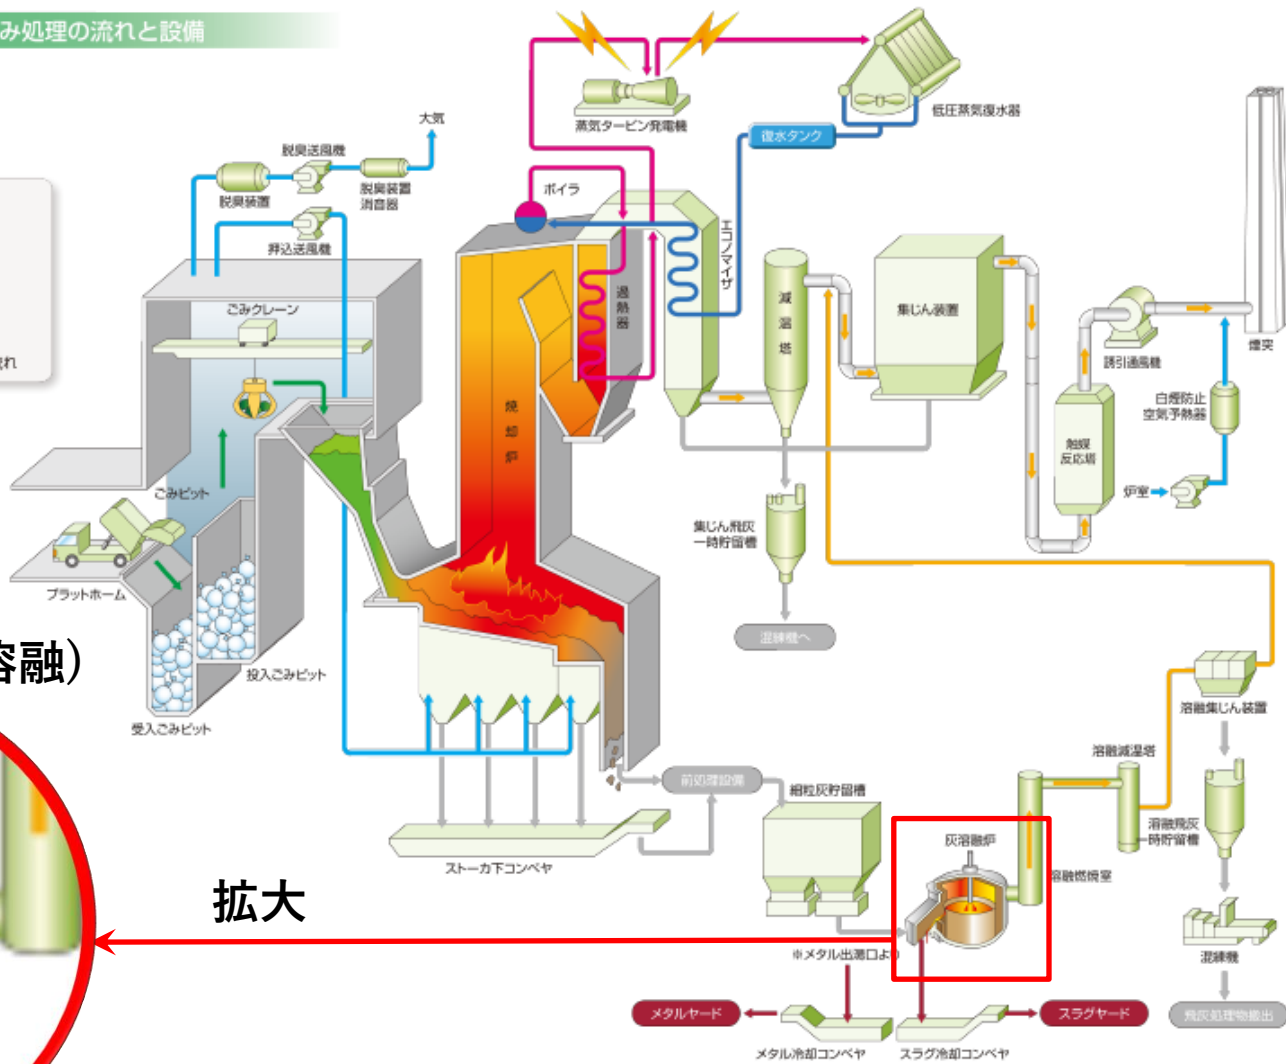 み処理の流れと設備
蒸気タービン発電機
低圧蒸気復水器
復水タンク
大気
脱臭送風機
脱臭装置
脱臭装置
消音器
押込送風機
ボイラ
エコノマイザ
過熱器
減温塔
集じん装置
煙突
誘引通風機
白煙防止
空気予熱器
触媒
反応塔
炉室
ごみクレーン
れ
焼却炉
ごみピット
集じん飛灰
一時貯留槽
プラットホーム
混練機へ
溶融)
投入ごみピット
受入ごみピット
溶融集じん装置
溶融減温塔
前処理設備
細粒灰貯留槽
溶融飛灰
一時貯留槽
灰溶融炉
ストーカ下コンベヤ
溶融燃焼室
拡大
※メタル出滓口より
混練機
メタルヤード
スラグヤード
飛灰処理物搬出
メタル冷却コンベヤ
スラグ冷却コンベヤ